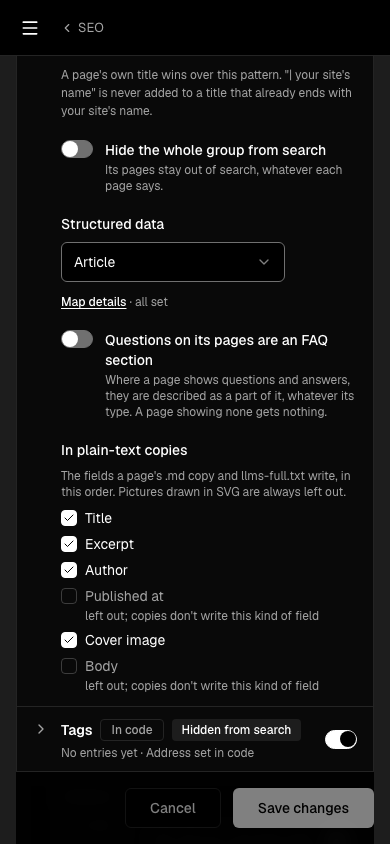 SEO
A page's own title wins over this pattern. "| your site's
name" is never added to a title that already ends with
your site's name.
Hide the whole group from search
Its pages stay out of search, whatever each
page says.
Structured data
Article
Map details · all set
Questions on its pages are an FAQ
section
Where a page shows questions and answers,
they are described as a part of it, whatever its
type. A page showing none gets nothing.
In plain-text copies
The fields a page's .md copy and llms-full.txt write, in
this order. Pictures drawn in SVG are always left out.
Title
Excerpt
Author
Published at
left out; copies don't write this kind of field
Cover image
Body
left out; copies don't write this kind of field
Tags In code Hidden from search
No entries yet · Address set in code
Cancel Save changes